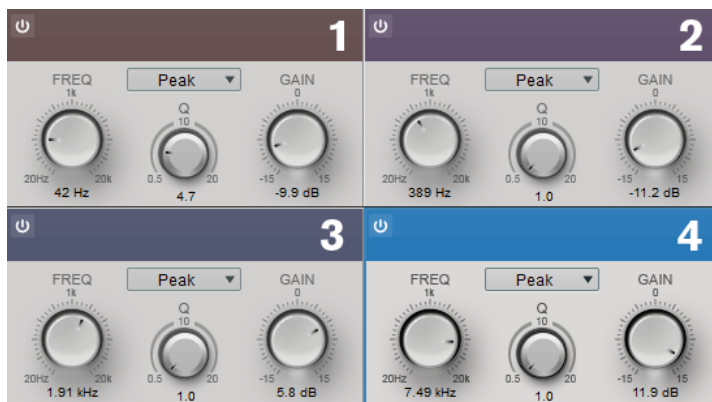 1
FREQ Peak GAIN
1k Q 0
10
20Hz 20k 0.5 20 -15 15
42 Hz 4.7 -9.9 dB
2
FREQ Peak GAIN
1k Q 0
10
20Hz 20k 0.5 20 -15 15
389 Hz 1.0 -11.2 dB
3
FREQ Peak GAIN
1k Q 0
10
20Hz 20k 0.5 20 -15 15
1.91 kHz 1.0 5.8 dB
4
FREQ Peak GAIN
1k Q 0
10
20Hz 20k 0.5 20 -15 15
7.49 kHz 1.0 11.9 dB